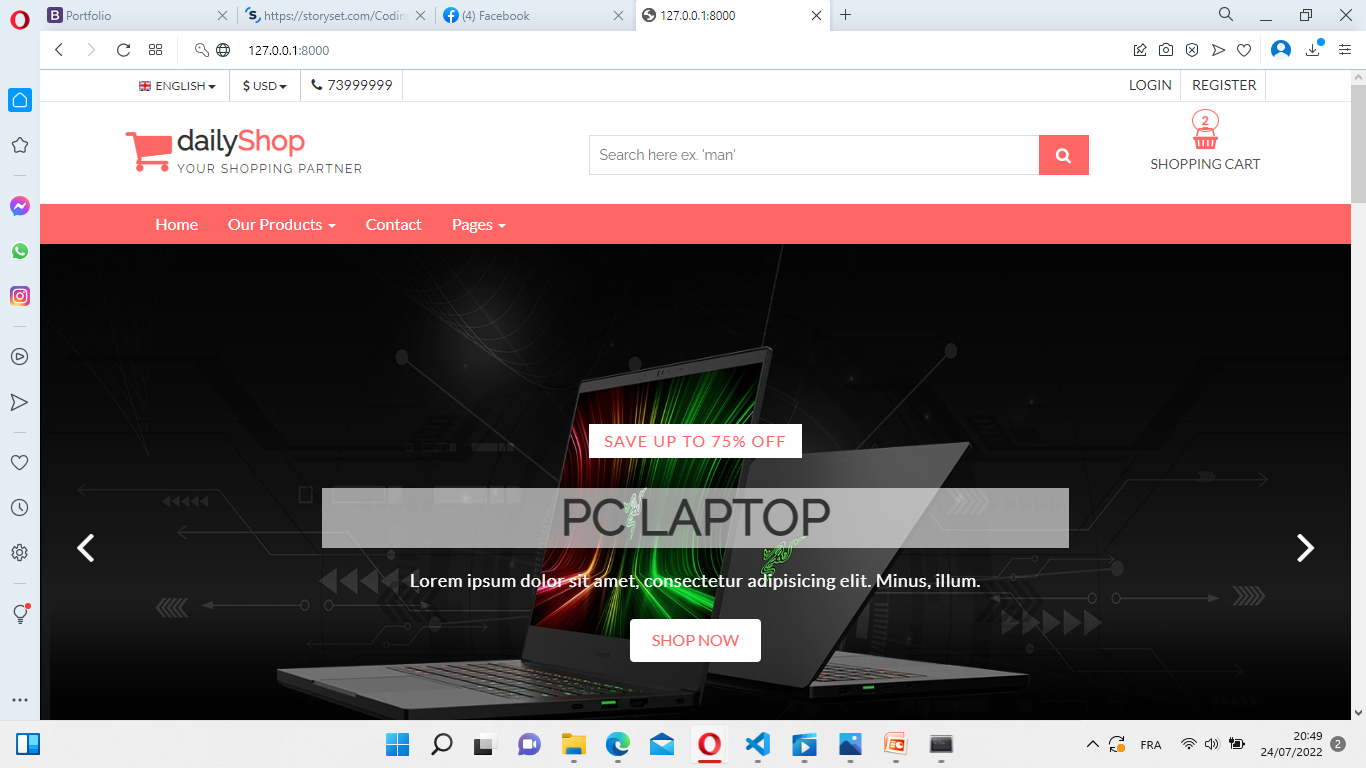 Portfolio
https://storyset.com/Codin
(4) Facebook
127.0.0.1:8000
127.0.0.1:8000
ENGLISH
$ USD
73999999
LOGIN
REGISTER
dailyShop
YOUR SHOPPING PARTNER
Search here ex. 'man'
2
SHOPPING CART
Home
Our Products
Contact
Pages
SAVE UP TO 75% OFF
PC LAPTOP
Lorem ipsum dolor sit amet, consectetur adipisicing elit. Minus, illum.
SHOP NOW
FRA
20:49
24/07/2022
2